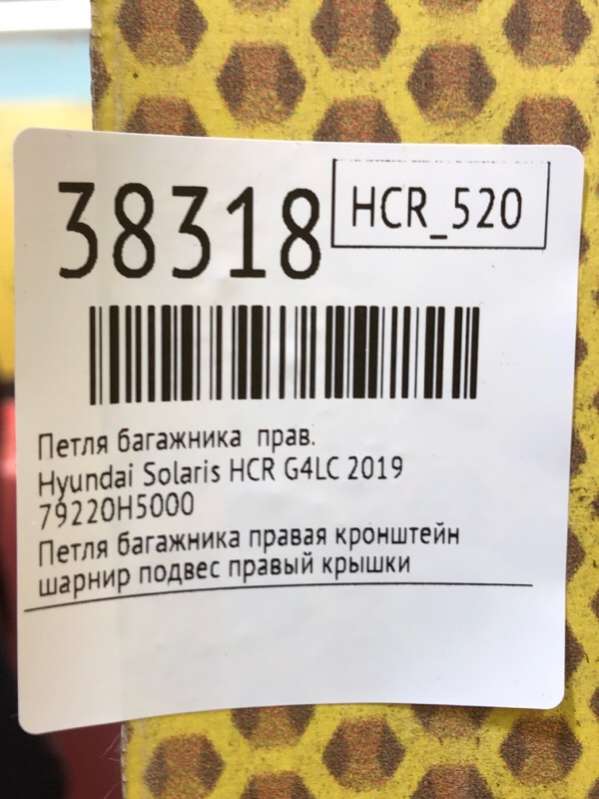 38318
HCR_520
Петля багажника прав.
Hyundai Solaris HCR G4LC 2019
79220H5000
Петля багажника правая кронштейн
шарнир подвес правый крышки